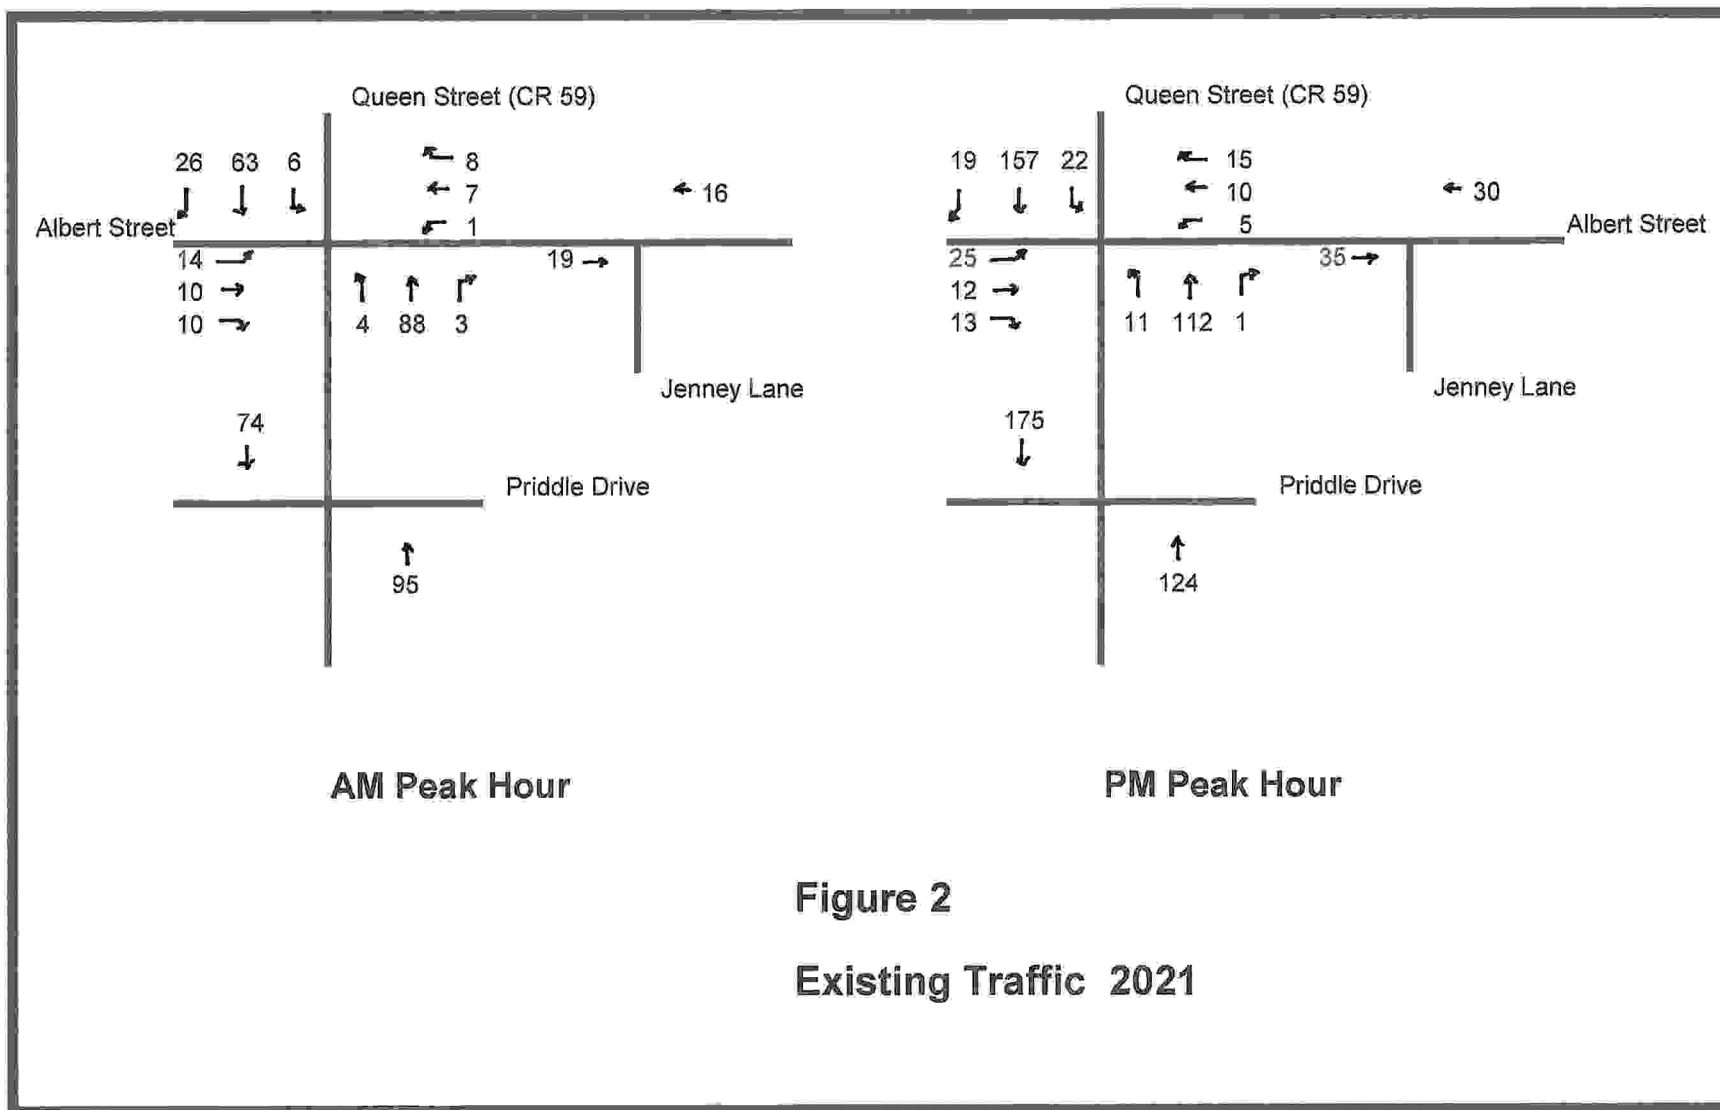 Queen Street (CR 59)
26 63 6
8
7
1
16
Albert Street
14
10
10
19
4 88 3
Jenney Lane
74
Priddle Drive
95
AM Peak Hour
Queen Street (CR 59)
19 157 22
15
10
5
30
Albert Street
25
12
13
35
11 112 1
Jenney Lane
175
Priddle Drive
124
PM Peak Hour
Figure 2
Existing Traffic 2021